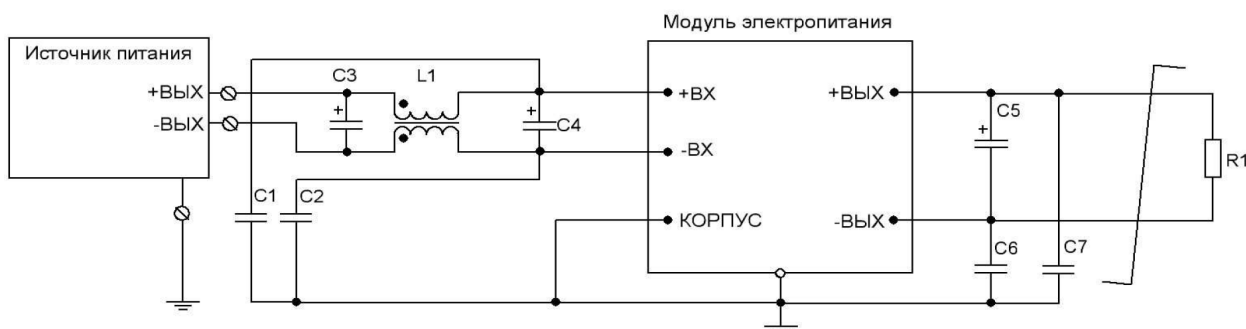 Модуль электропитания
Источник питания
C3
L1
+ВЫХ
-ВЫХ
+
+
C4
+ВХ
-ВХ
КОРПУС
+ВЫХ
-ВЫХ
C5
+
R1
C1
C2
C6
C7